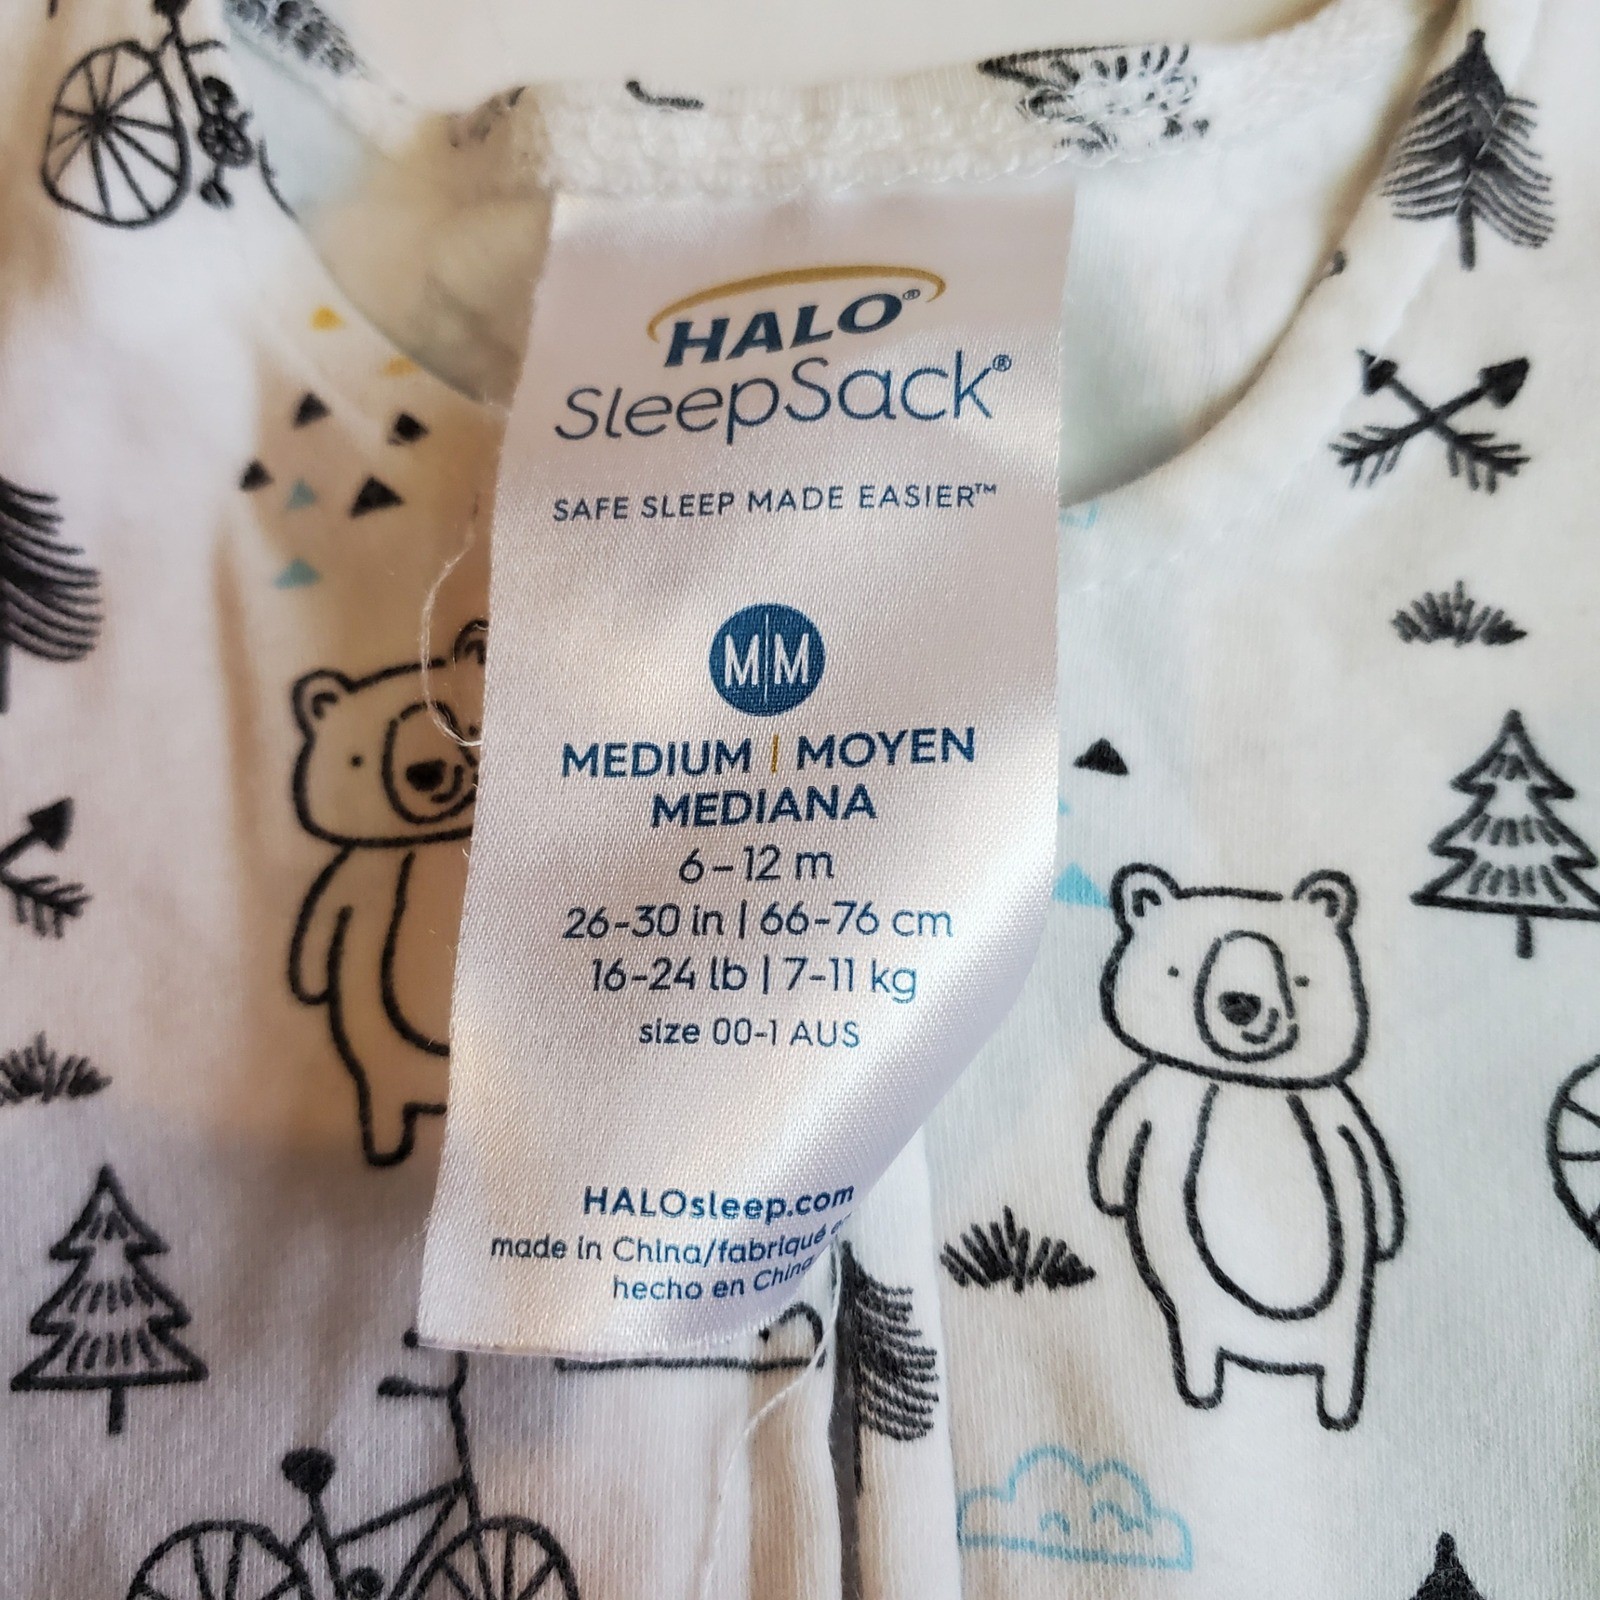 HALO®
SleepSack®
SAFE SLEEP MADE EASIER™
M|M
MEDIUM | MOYEN
MEDIANA
6-12 m
26-30 in | 66-76 cm
16-24 lb | 7-11 kg
size 00-1 AUS
HALOsleep.com
made in China/fabriqué
hecho en China